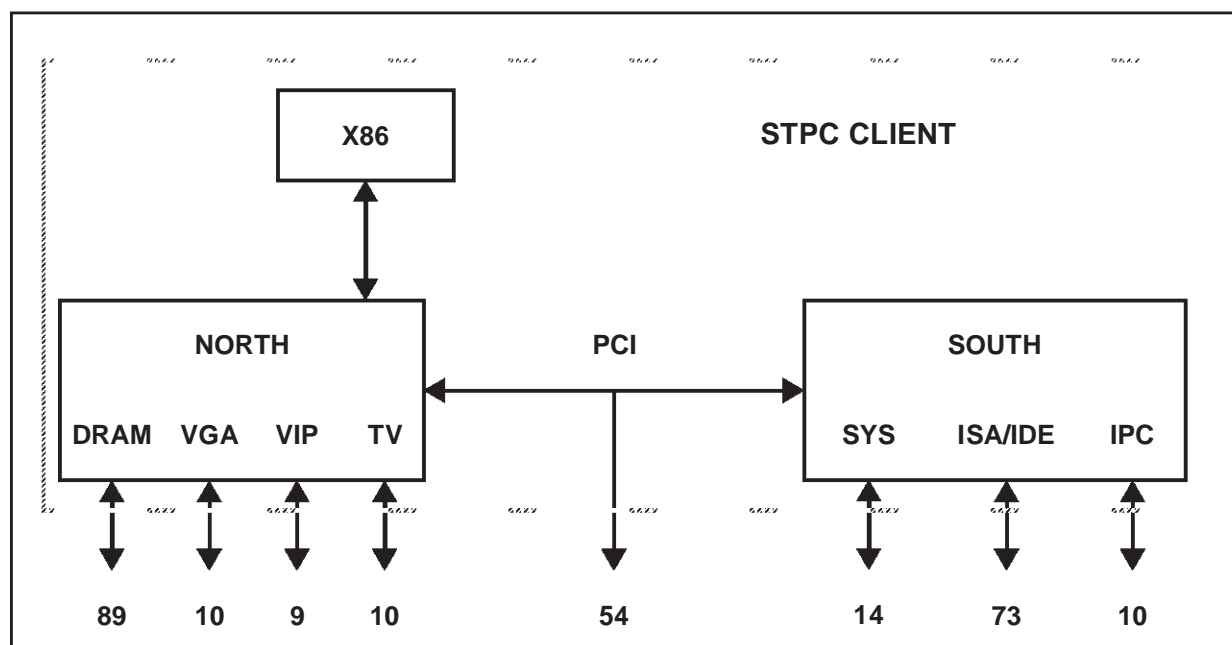 X86
STPC CLIENT
NORTH
PCI
SOUTH
DRAM VGA VIP TV
SYS ISA/IDE IPC
89 10 9 10 54 14 73 10